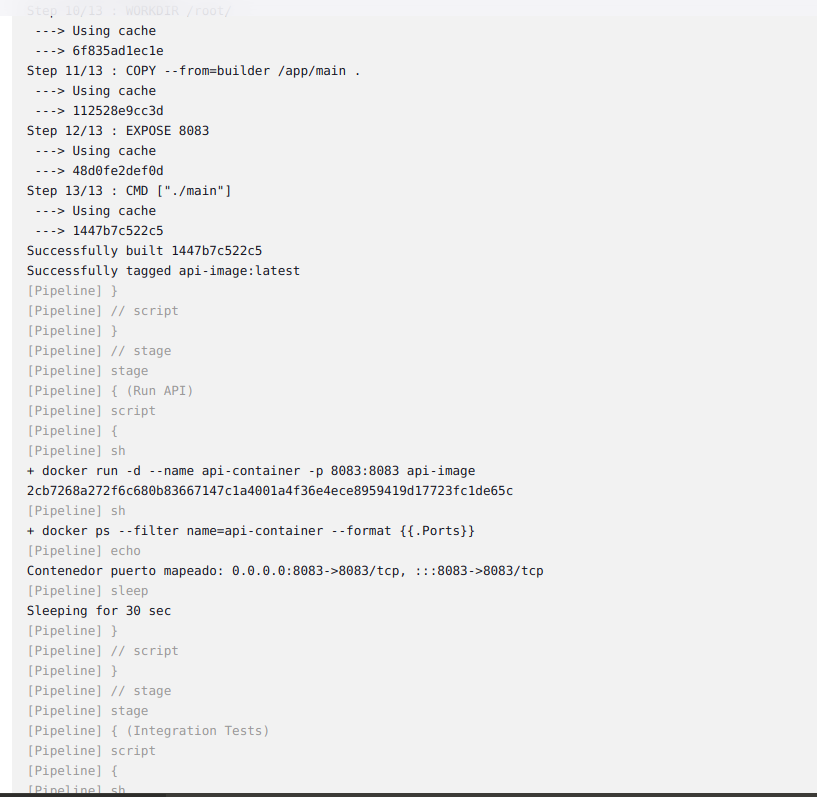 Step 10/13 : WORKDIR /root/
 ---> Using cache
 ---> 6f835ad1ec1e
Step 11/13 : COPY --from=builder /app/main .
 ---> Using cache
 ---> 112528e9cc3d
Step 12/13 : EXPOSE 8083
 ---> Using cache
 ---> 48d0fe2def0d
Step 13/13 : CMD ["./main"]
 ---> Using cache
 ---> 1447b7c522c5
Successfully built 1447b7c522c5
Successfully tagged api-image:latest
[Pipeline] }
[Pipeline] // script
[Pipeline] }
[Pipeline] // stage
[Pipeline] stage
[Pipeline] { (Run API)
[Pipeline] script
[Pipeline] {
[Pipeline] sh
+ docker run -d --name api-container -p 8083:8083 api-image
2cb7268a272f6c680b83667147c1a4001a4f36e4ece8959419d17723fc1de65c
[Pipeline] sh
+ docker ps --filter name=api-container --format {{.Ports}}
[Pipeline] echo
Contenedor puerto mapeado: 0.0.0.0:8083->8083/tcp, :::8083->8083/tcp
[Pipeline] sleep
Sleeping for 30 sec
[Pipeline] }
[Pipeline] // script
[Pipeline] }
[Pipeline] // stage
[Pipeline] stage
[Pipeline] { (Integration Tests)
[Pipeline] script
[Pipeline] {
[Pipeline] sh